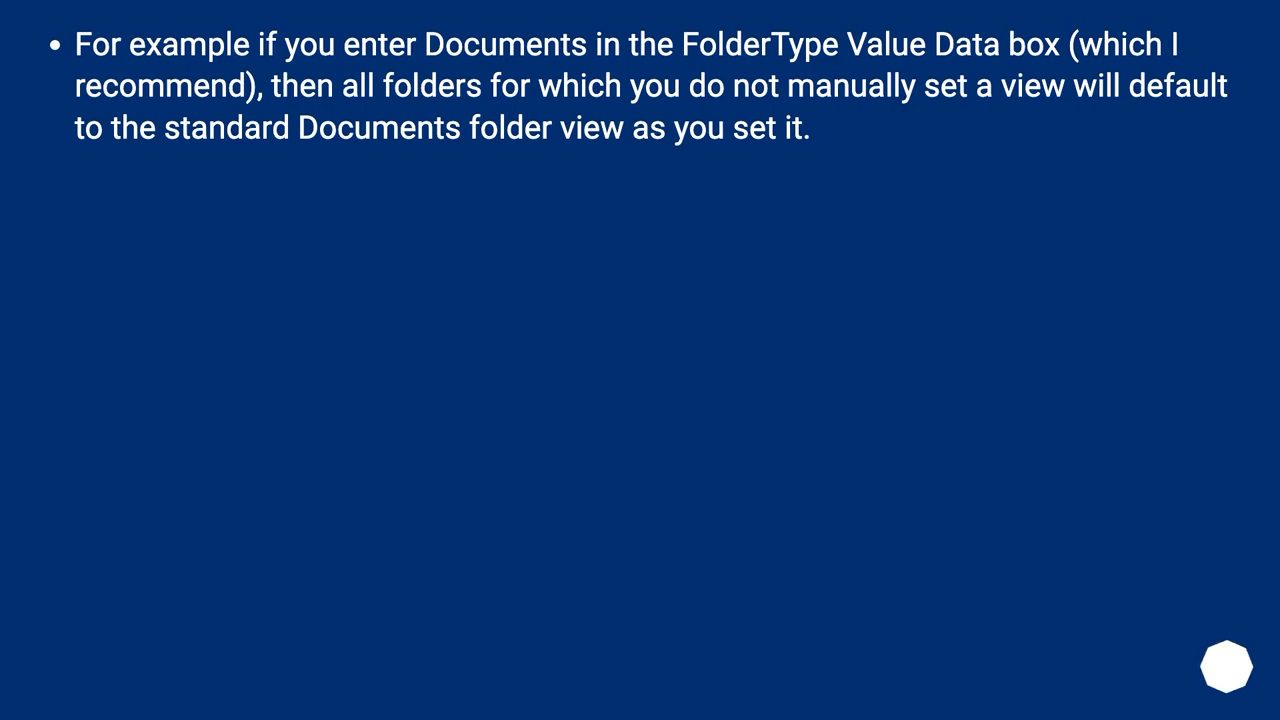 • For example if you enter Documents in the FolderType Value Data box (which I
recommend), then all folders for which you do not manually set a view will default
to the standard Documents folder view as you set it.